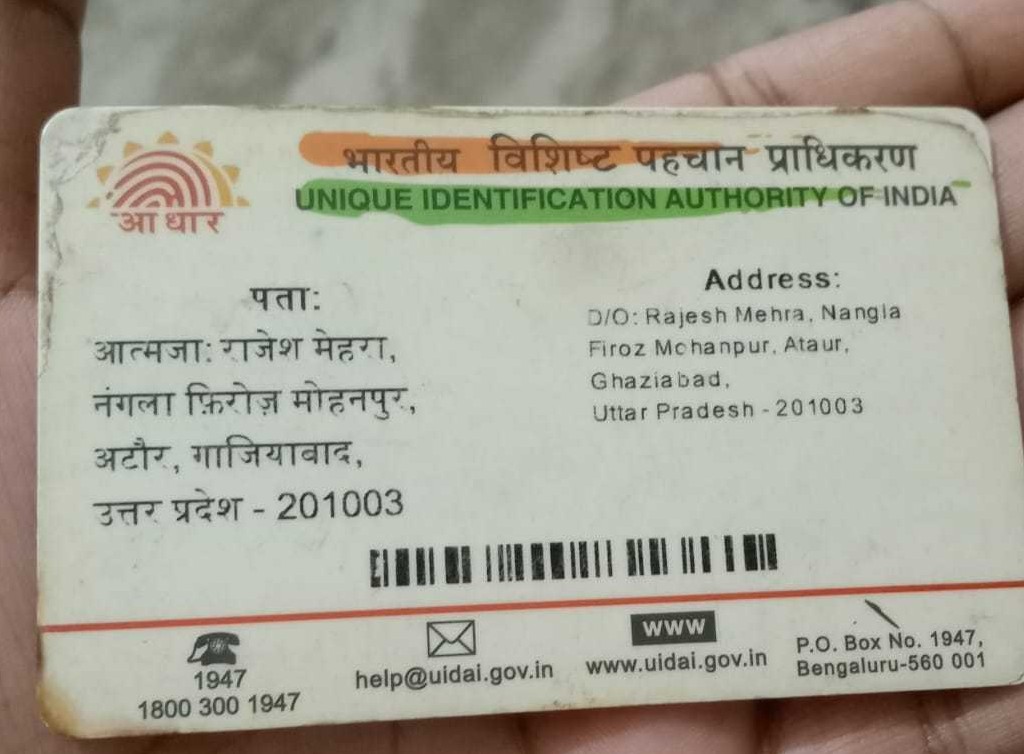 भारतीय विशिष्ट पहचान प्राधिकरण
UNIQUE IDENTIFICATION AUTHORITY OF INDIA
आधार
पता:
आत्मजा: राजेश मेहरा,
नंगला फ़िरोज़ मोहनपुर,
अटौर, गाजियावाद,
उत्तर प्रदेश - 201003
Address:
D/O: Rajesh Mehra, Nangla
Firoz Mohanpur, Ataur,
Ghaziabad,
Uttar Pradesh - 201003
1947
1800 300 1947
help@uidai.gov.in
WWW
www.uidai.gov.in
P.O. Box No. 1947,
Bengaluru-560 001